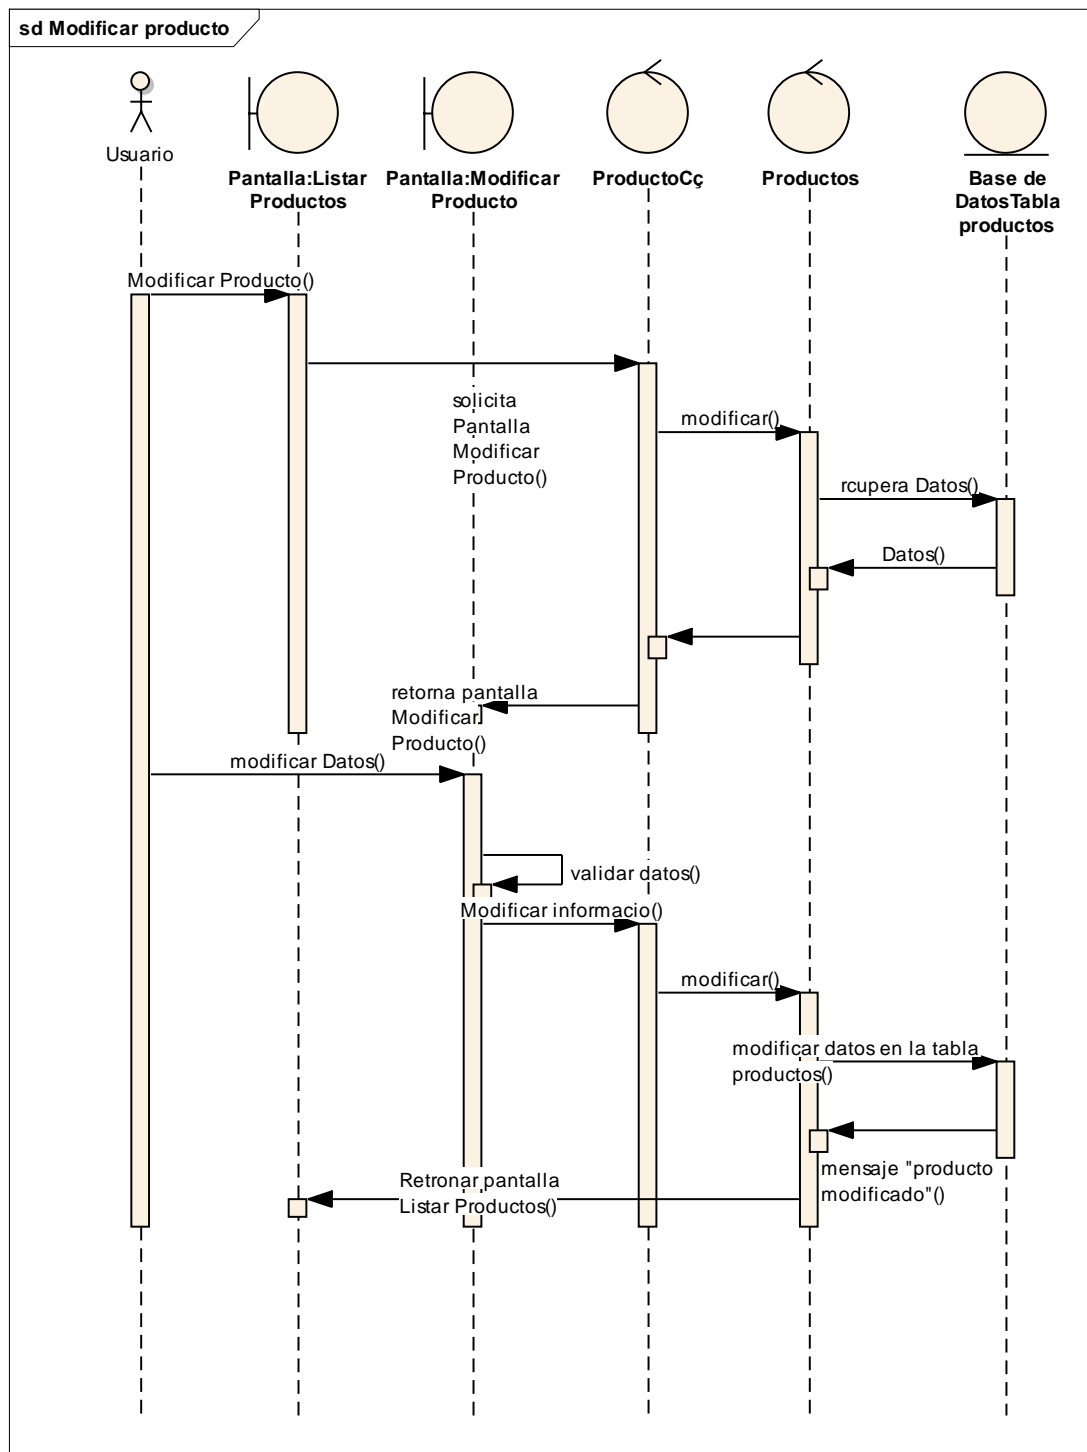 sd Modificar producto
Usuario
Pantalla:Listar
Productos
Pantalla:Modificar
Producto
ProductoCç
Productos
Base de
DatosTabla
productos
Modificar Producto()
solicita
Pantalla
Modificar
Producto()
modificar()
rcupera Datos()
Datos()
retorna pantalla
Modificar
Producto()
modificar Datos()
validar datos()
Modificar informacio()
modificar()
modificar datos en la tabla
productos()
mensaje "producto
modificado"()
Retronar pantalla
Listar Productos()